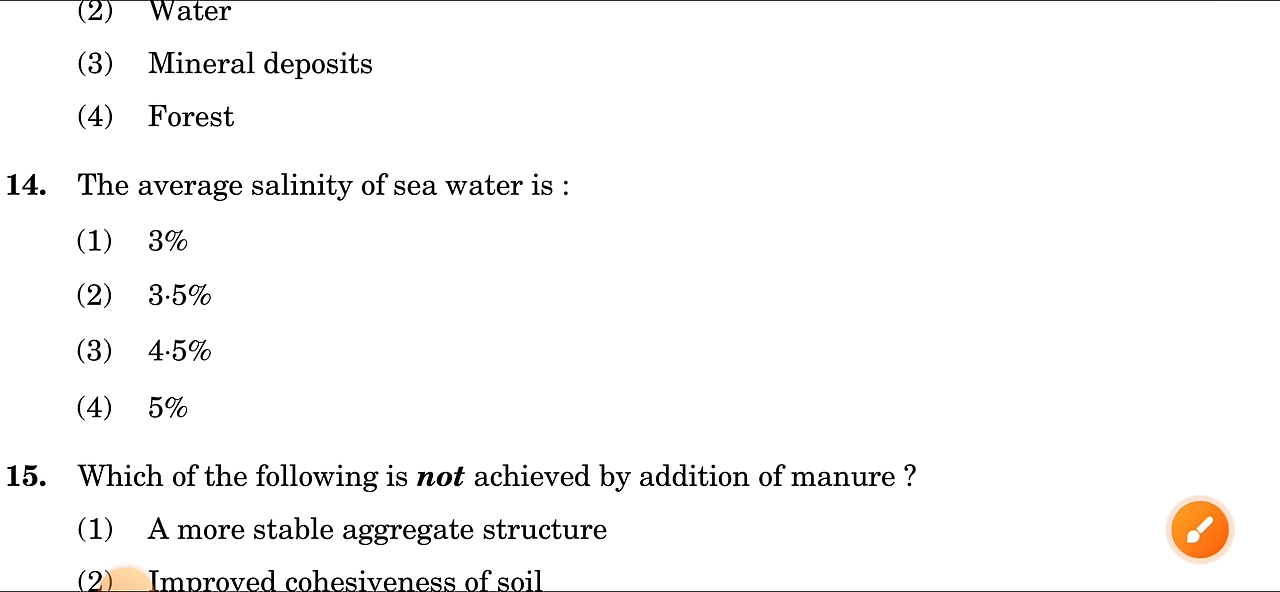 (2) Water
(3) Mineral deposits
(4) Forest
14. The average salinity of sea water is :
(1) 3%
(2) 3·5%
(3) 4·5%
(4) 5%
15. Which of the following is not achieved by addition of manure ?
(1) A more stable aggregate structure
(2) Improved cohesiveness of soil